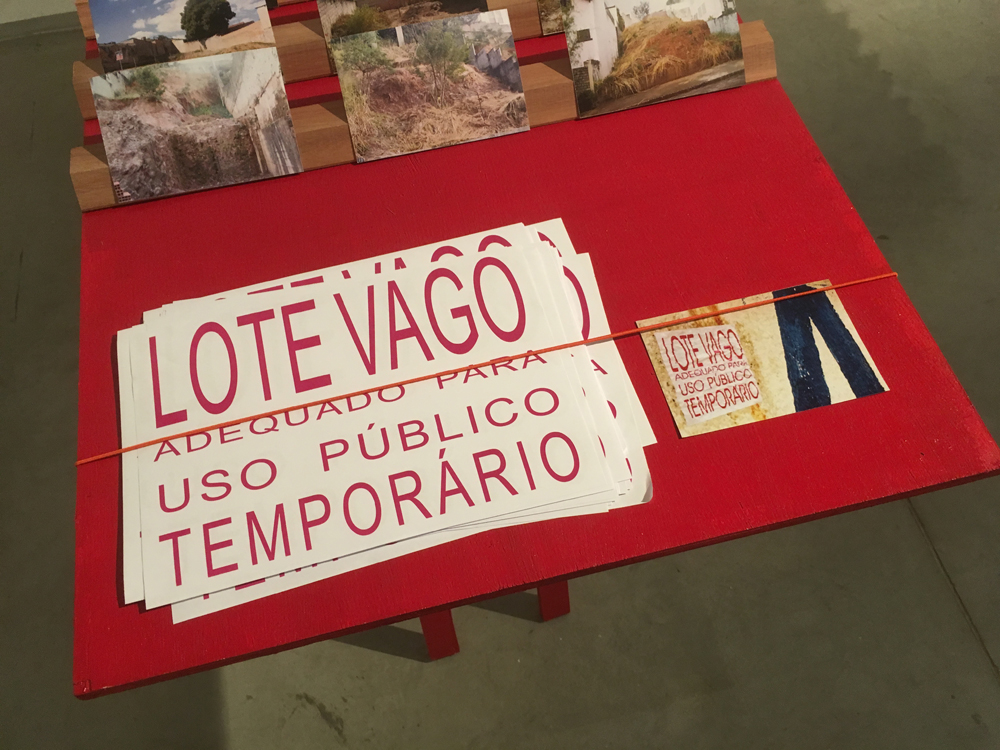 LOTE VAGO
ADEQUADO PARA
USO PÚBLICO
TEMPORÁRIO
LOTE VAGO
ADEQUADO PARA
USO PÚBLICO
TEMPORÁRIO